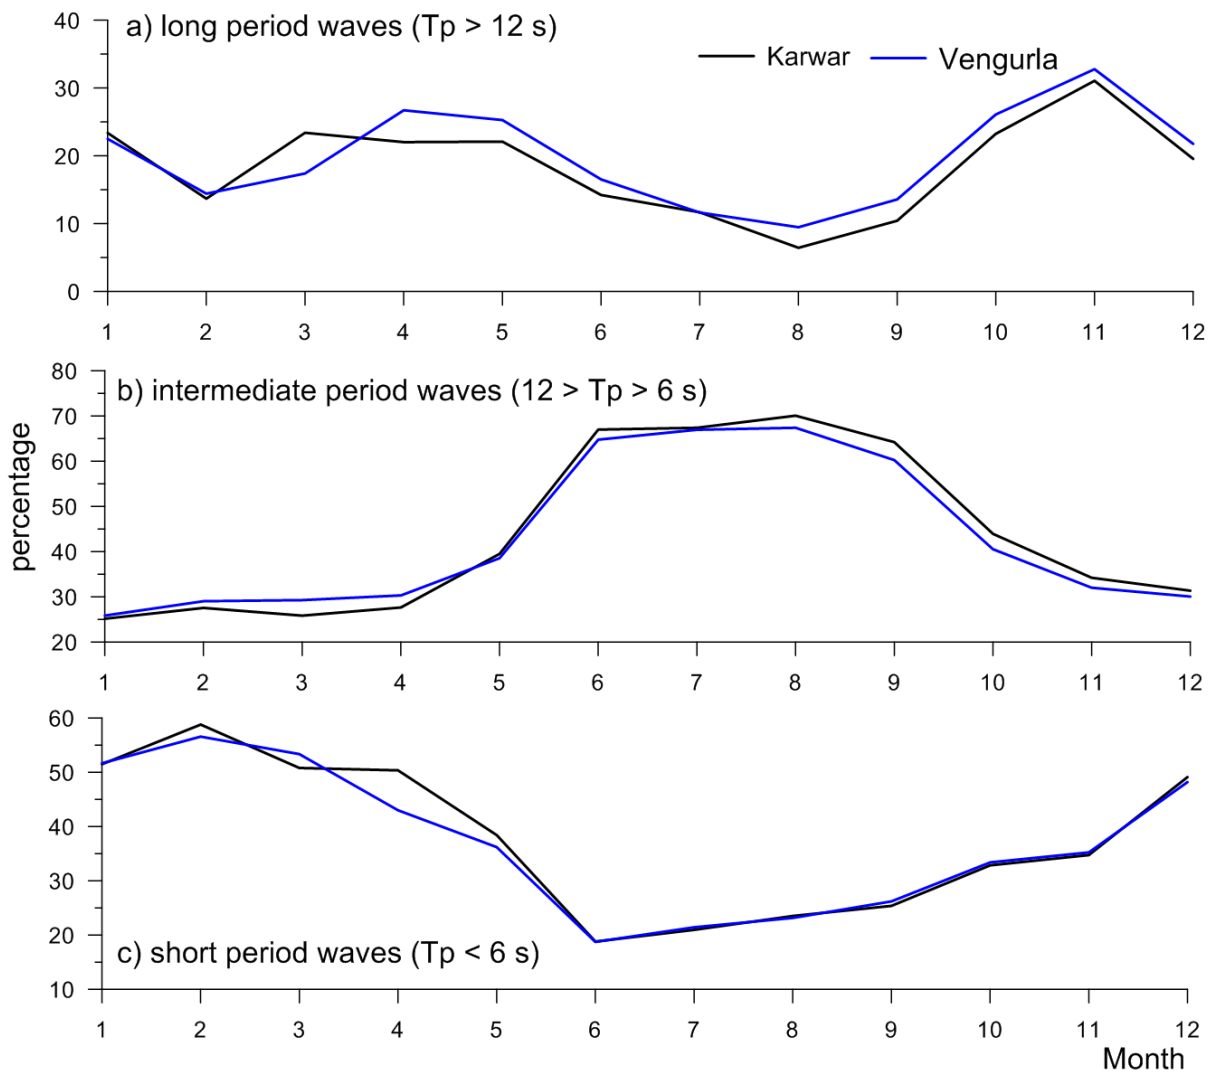 a) long period waves (Tp > 12 s)
Karwar Vengurla
40
30
20
10
0
1 2 3 4 5 6 7 8 9 10 11 12
b) intermediate period waves (12 > Tp > 6 s)
80
70
60
50
40
30
20
percentage
1 2 3 4 5 6 7 8 9 10 11 12
60
50
40
30
20
10
c) short period waves (Tp < 6 s)
1 2 3 4 5 6 7 8 9 10 11 12
Month